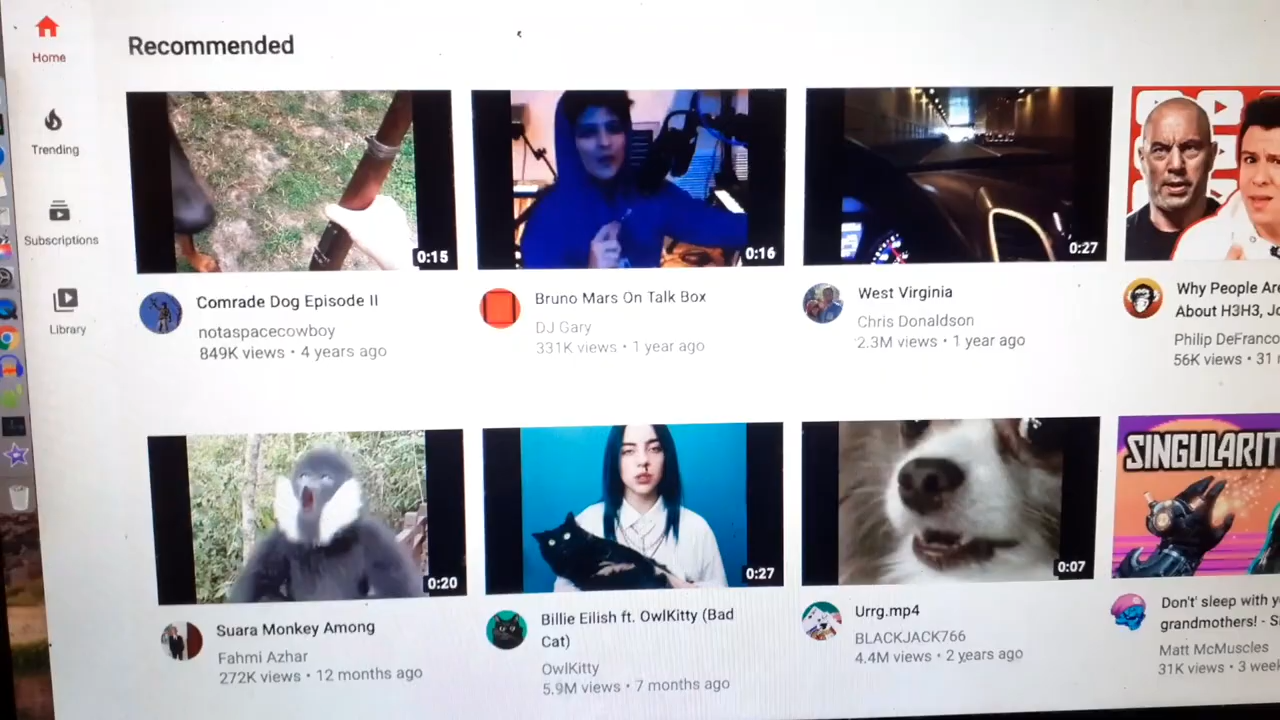 Home
Recommended
Trending
Subscriptions
Library
0:15
0:16
0:27
Comrade Dog Episode II
notaspacecowboy
849K views • 4 years ago
Bruno Mars On Talk Box
DJ Gary
331K views • 1 year ago
West Virginia
Chris Donaldson
2.3M views • 1 year ago
Why People Are
About H3H3, Jo
Philip DeFranco
56K views • 31
SINGULARIT
0:20
0:27
0:07
Suara Monkey Among
Fahmi Azhar
272K views • 12 months ago
Billie Eilish ft. OwlKitty (Bad
Cat)
OwlKitty
5.9M views • 7 months ago
Urrg.mp4
BLACKJACK766
4.4M views • 2 years ago
Don't' sleep with
grandmothers! -
Matt McMuscles
31K views • 3